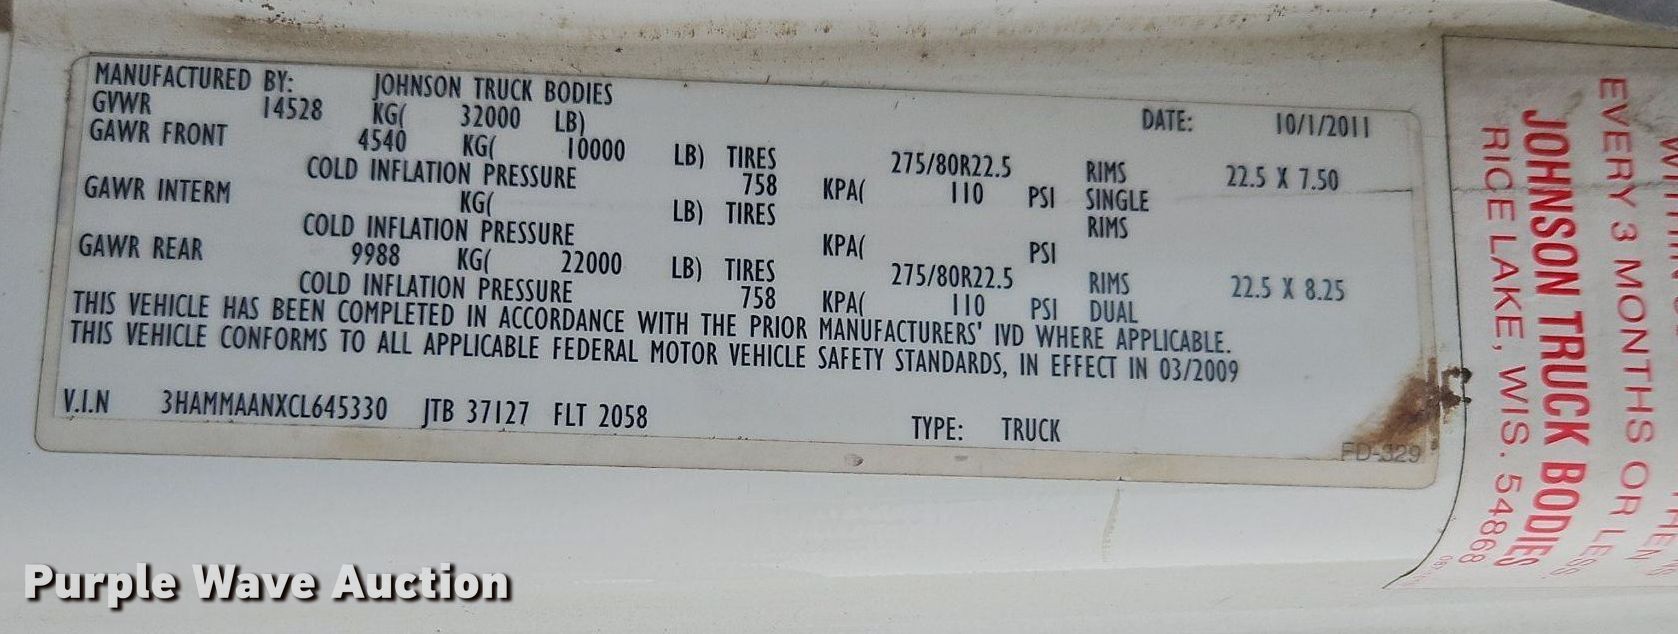 MANUFACTURED BY: JOHNSON TRUCK BODIES
GVWR 14528 KG( 32000 LB) DATE: 10/1/2011
GAWR FRONT 4540 KG( 10000 LB) TIRES 275/80R22.5 RIMS 22.5 X 7.50
COLD INFLATION PRESSURE 758 KPA( 110 PSI SINGLE
GAWR INTERM KG( LB) TIRES RIMS
COLD INFLATION PRESSURE KPA( PSI
GAWR REAR 9988 KG( 22000 LB) TIRES 275/80R22.5 RIMS 22.5 X 8.25
COLD INFLATION PRESSURE 758 KPA( 110 PSI DUAL
THIS VEHICLE HAS BEEN COMPLETED IN ACCORDANCE WITH THE PRIOR MANUFACTURERS' IVD WHERE APPLICABLE.
THIS VEHICLE CONFORMS TO ALL APPLICABLE FEDERAL MOTOR VEHICLE SAFETY STANDARDS, IN EFFECT IN 03/2009
V.I.N 3HAMMAANXCL645330 JTB 37127 FLT 2058 TYPE: TRUCK
FD-329
EVERY 3 MONTHS OR LESS.
JOHNSON TRUCK BODIES
RICE LAKE, WIS. 54868
Purple Wave Auction